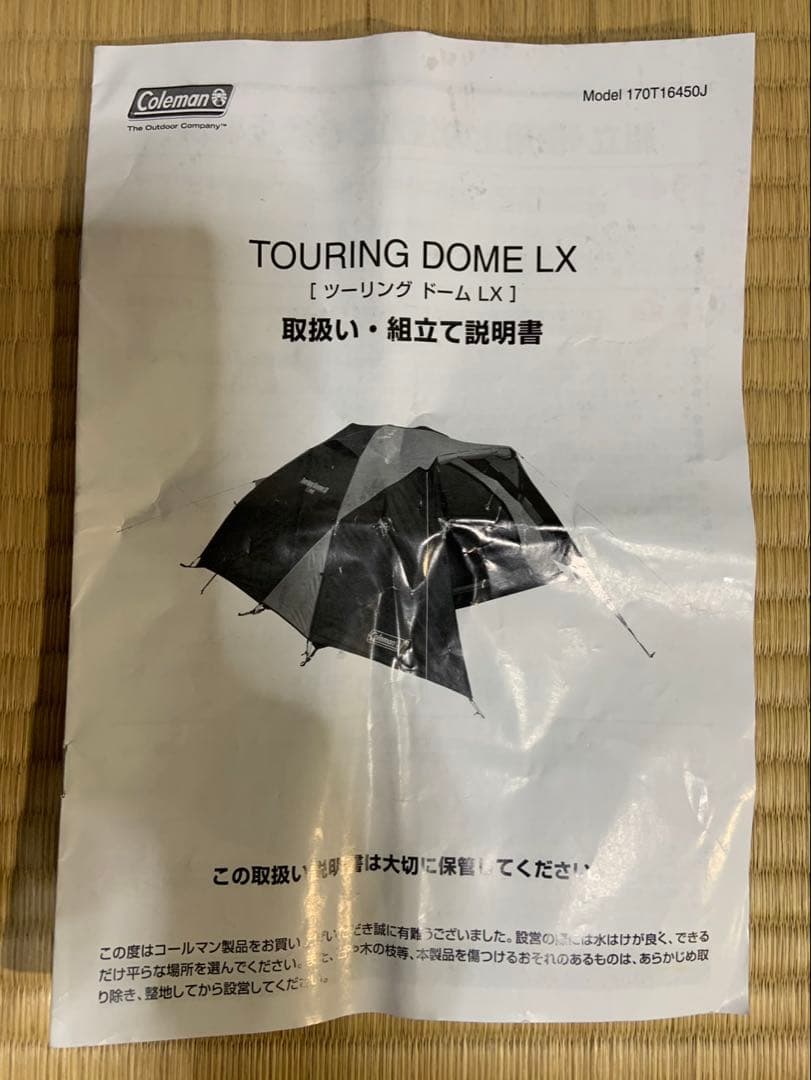 Coleman
The Outdoor Company™
Model 170T16450J
TOURING DOME LX
[ ツーリング ドーム LX ]
取扱い・組立て説明書
Coleman
この取扱い説明書は大切に保管してください
この度はコールマン製品をお買い だき誠に有難うございました。設営の際には水はけが良く、できる
だけ平らな場所を選んでください。 や木の枝等、本製品を傷つけるおそれのあるものは、あらかじめ取
り除き、整地してから設営してください。